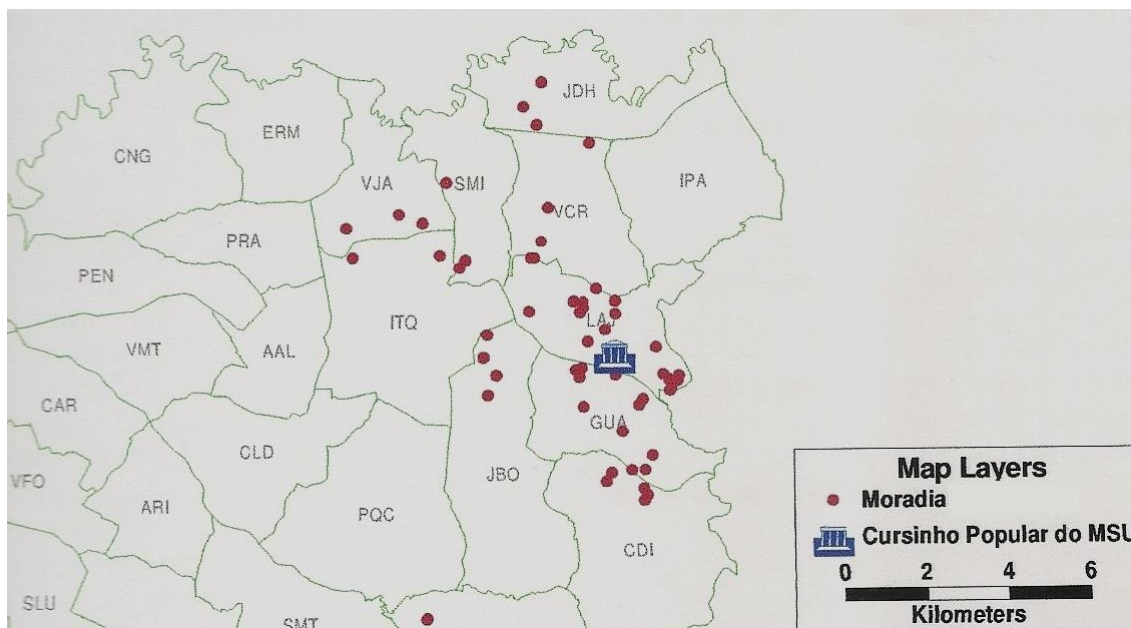 JDH
ERM
CNG
IPA
VJA
SMI
VCR
PRA
PEN
LAJ
ITQ
VMT
AAL
CAR
GUA
CLD
JBO
VFO
ARI
PQC
CDI
SLU
SMT
Map Layers
Moradia
Cursinho Popular do MSU
0 2 4 6
Kilometers